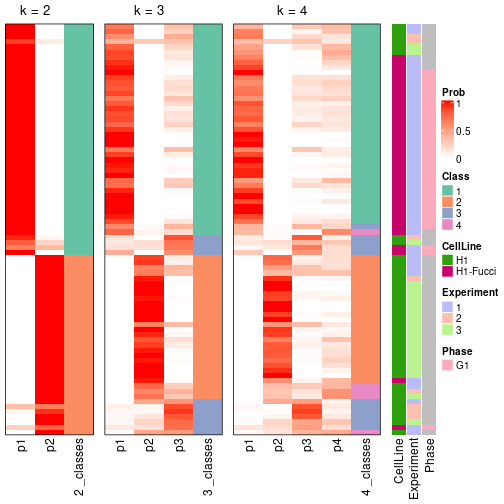 k = 2
k = 3
k = 4
p1
p2
2_classes
p1
p2
p3
3_classes
p1
p2
p3
p4
4_classes
CellLine
Experiment
Phase
Prob
1
0.5
0
Class
1
2
3
4
CellLine
H1
H1-Fucci
Experiment
1
2
3
Phase
G1